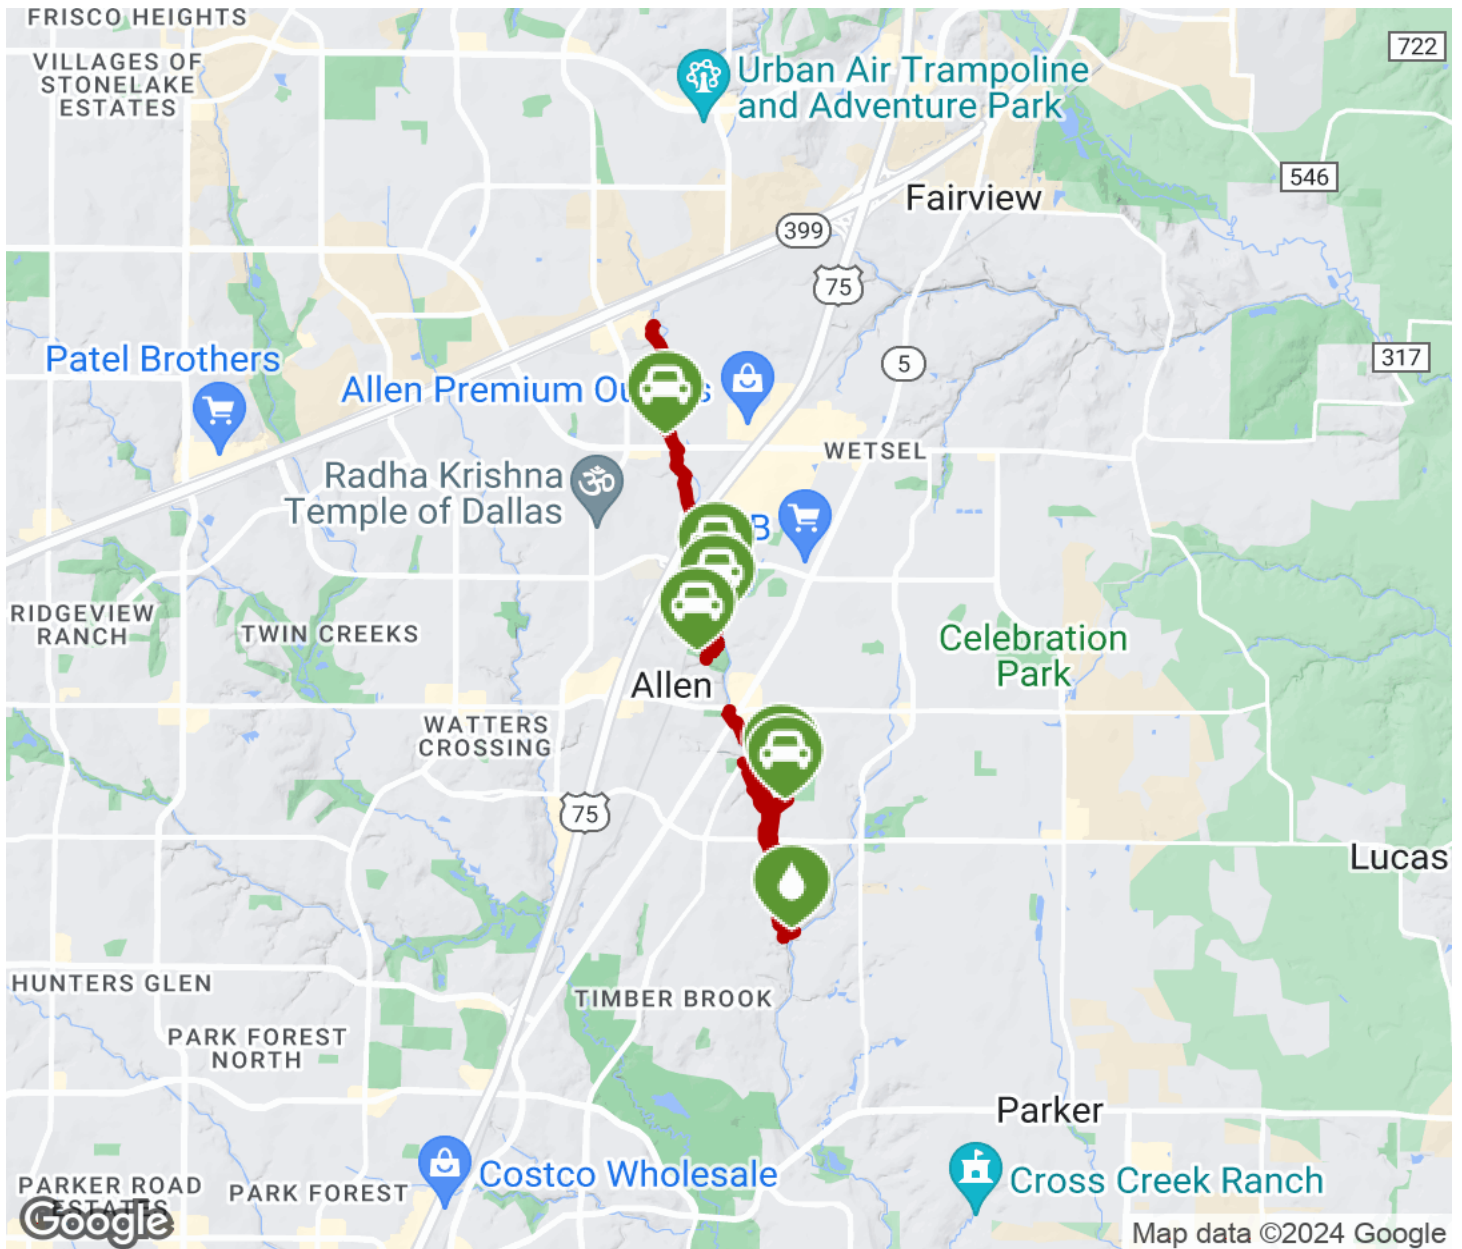 FRISCO HEIGHTS
VILLAGES OF
STONELAKE
ESTATES
Urban Air Trampoline
and Adventure Park
722
546
Fairview
399
75
5
317
Patel Brothers
Allen Premium Ou s
WETSEL
Radha Krishna
Temple of Dallas
ॐ
B
RIDGEVIEW
RANCH
TWIN CREEKS
Celebration
Park
Allen
WATTERS
CROSSING
75
Lucas
HUNTERS GLEN
TIMBER BROOK
PARK FOREST
NORTH
Parker
Costco Wholesale
Cross Creek Ranch
PARKER ROAD
ESTATES
PARK FOREST
Google
Map data ©2024 Google